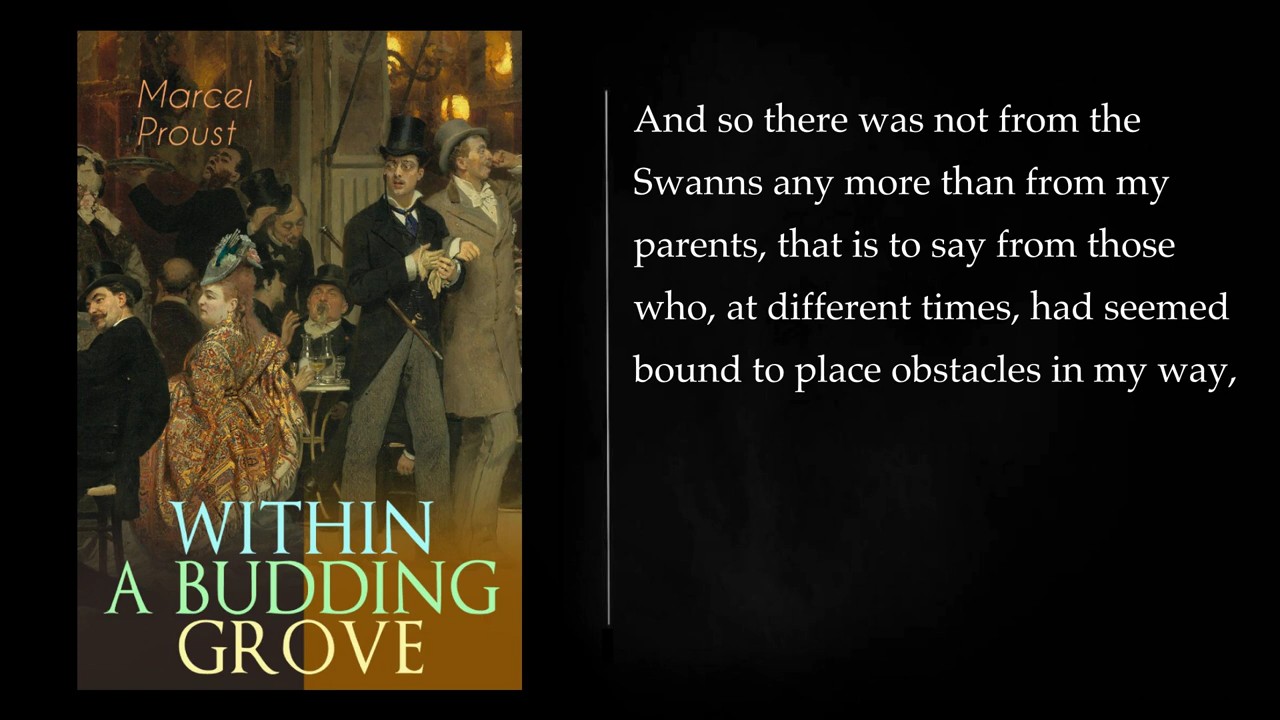 Marcel
Proust
WITHIN
A BUDDING
GROVE
And so there was not from the
Swanns any more than from my
parents, that is to say from those
who, at different times, had seemed
bound to place obstacles in my way,